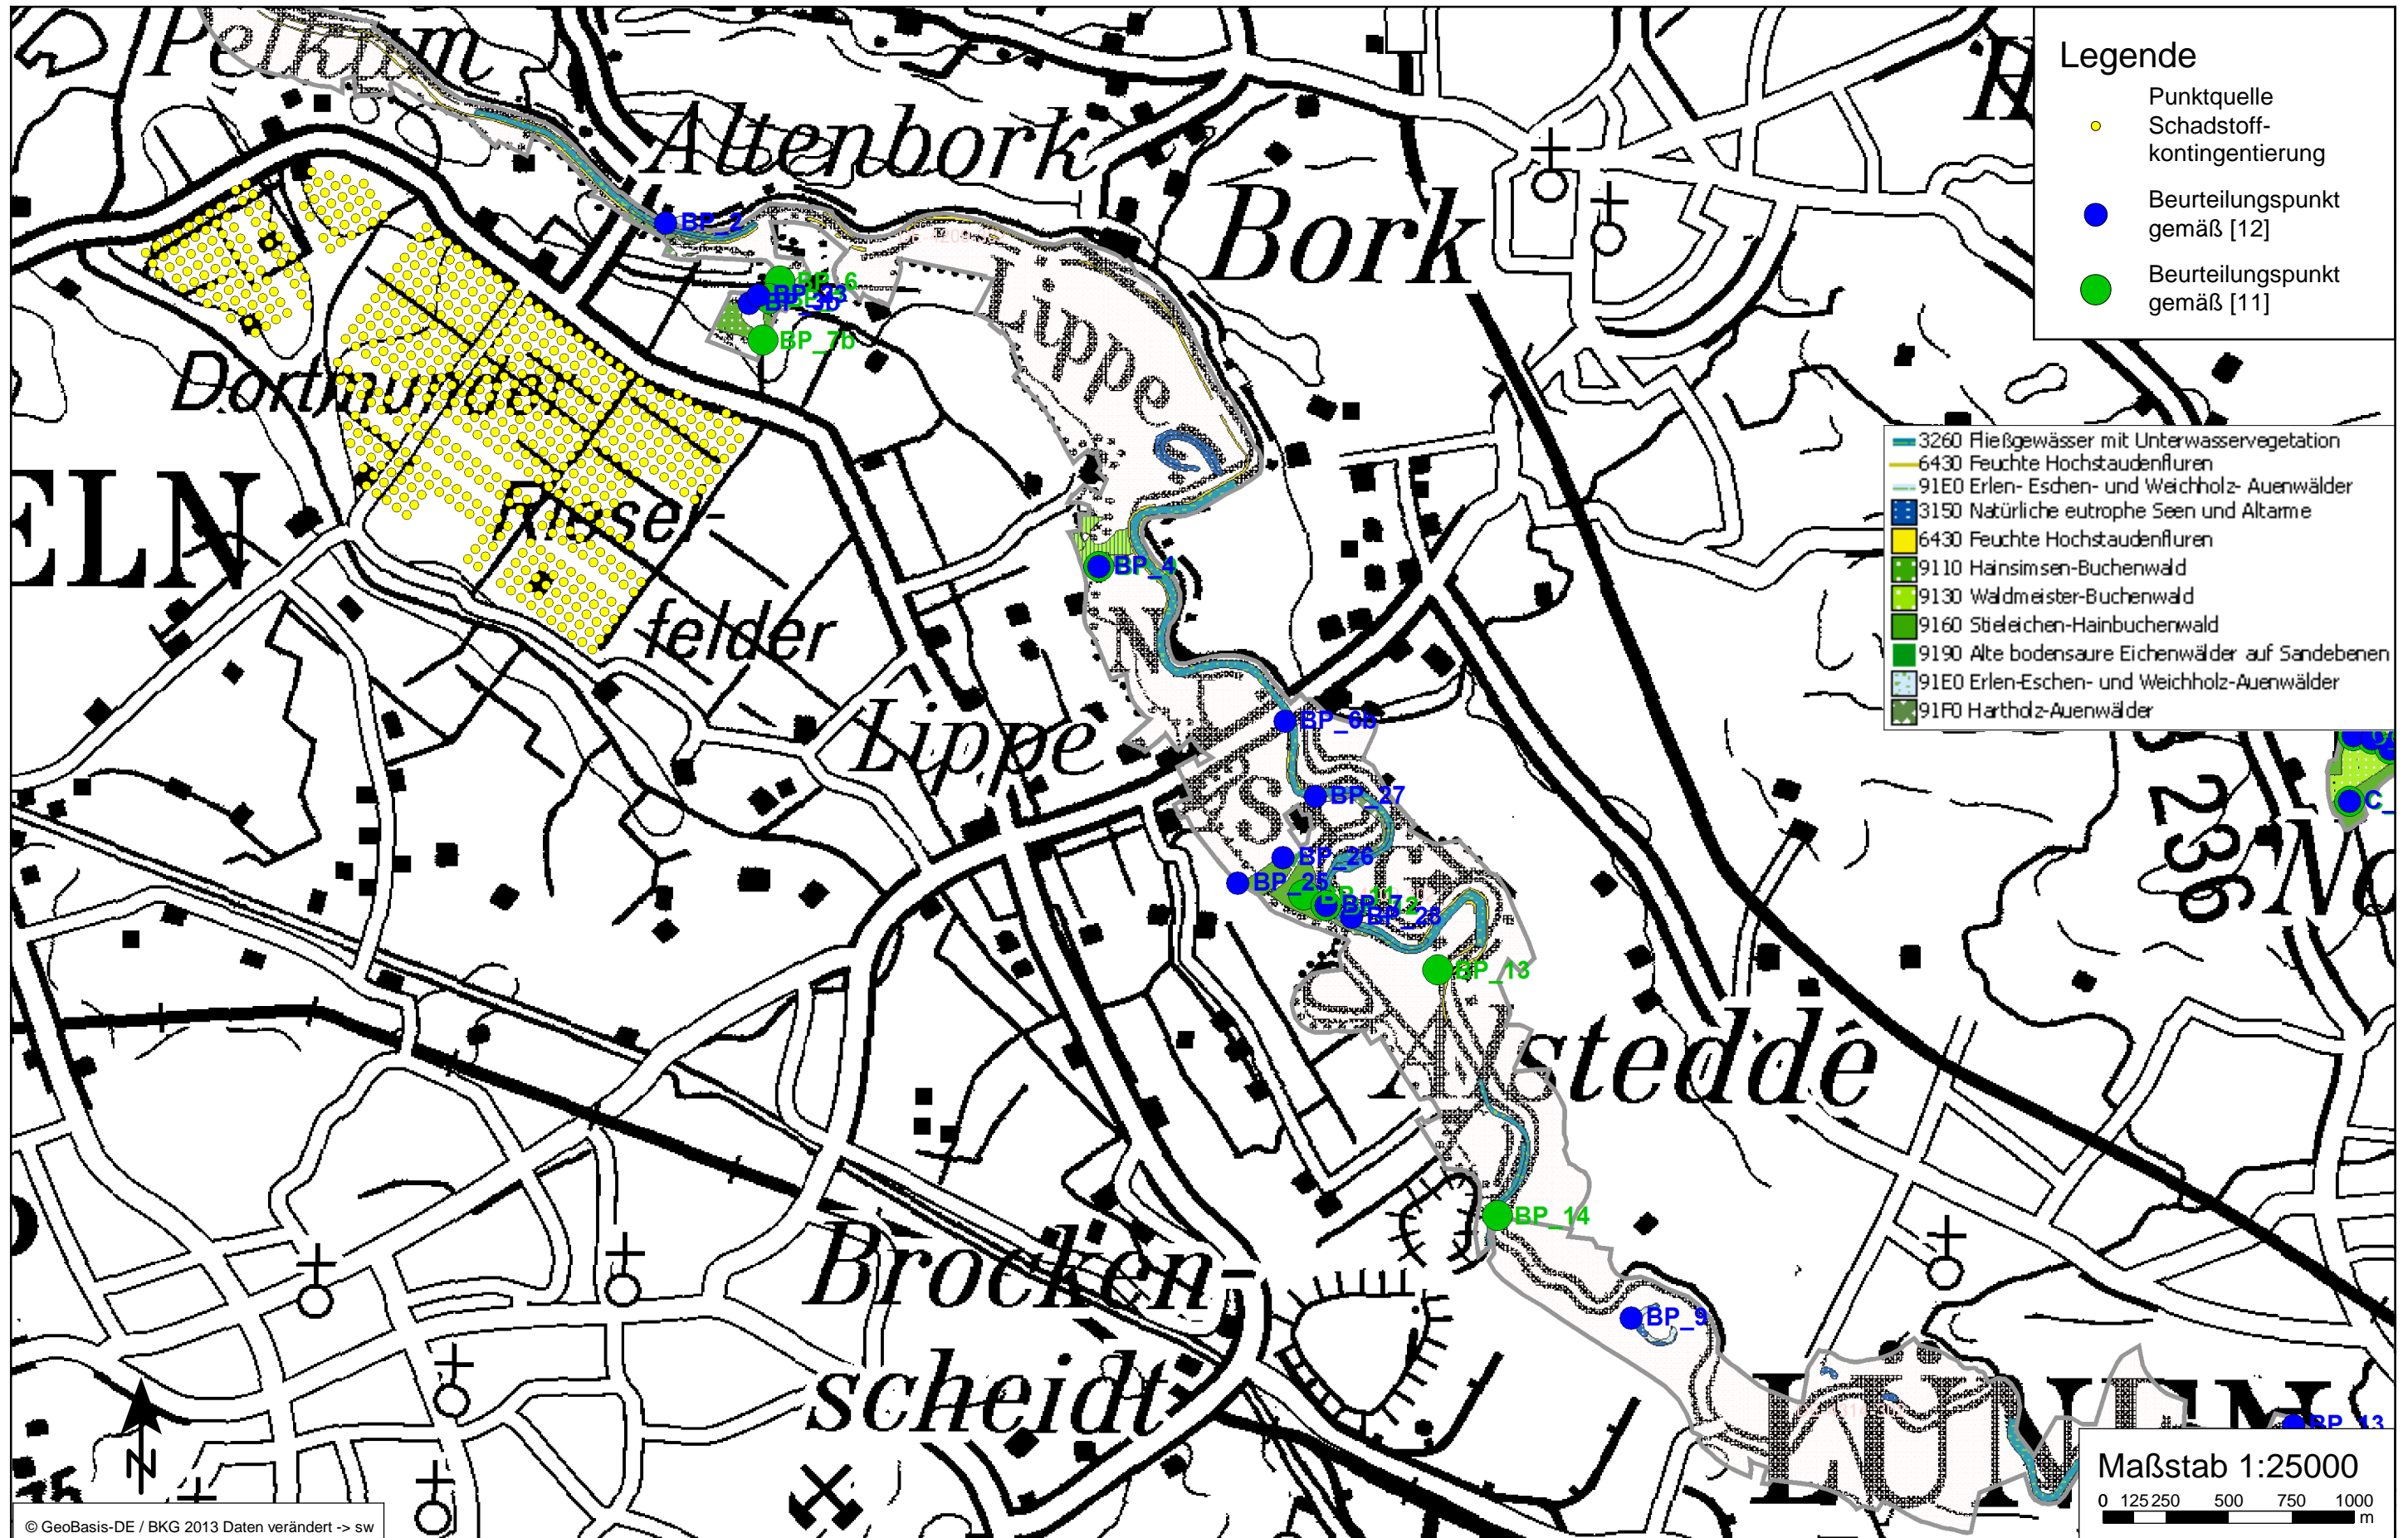 Pelkum
Altenbork
Bork
Legende
Punktquelle
Schadstoff-
kontingentierung
Beurteilungspunkt
gemäß [12]
Beurteilungspunkt
gemäß [11]
BP_2
BP_6
BP_7b
Lippe
Dortmunder
Riesel-
felder
ELN
BP_4
3260 Fließgewässer mit Unterwasservegetation
6430 Feuchte Hochstaudenfluren
91E0 Erlen- Eschen- und Weichholz- Auenwälder
3150 Natürliche eutrophe Seen und Altarme
6430 Feuchte Hochstaudenfluren
9110 Hainsimsen-Buchenwald
9130 Waldmeister-Buchenwald
9160 Stieleichen-Hainbuchenwald
9190 Alte bodensaure Eichenwälder auf Sandebenen
91E0 Erlen-Eschen- und Weichholz-Auenwälder
91F0 Hartholz-Auenwälder
N
S
G
Lippe
BP_6b
BP_27
BP_26
BP_25
BP_28
BP_13
236
No
C_
Alstedde
BP_14
Brocken-
scheidt
BP_9
LÜNEN
BP_13
N
Maßstab 1:25000
0 125 250 500 750 1000
m
© GeoBasis-DE / BKG 2013 Daten verändert -> sw